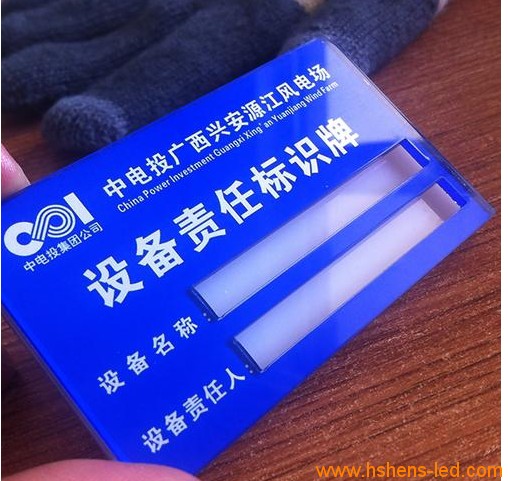 中电投广西兴安源江风电场
China Power Investment Guangxi Xing'an Yuanjiang Wind Farm
CPI
中电投集团公司
设备责任标识牌
设备名称
设备责任人
www.hshens-led.com